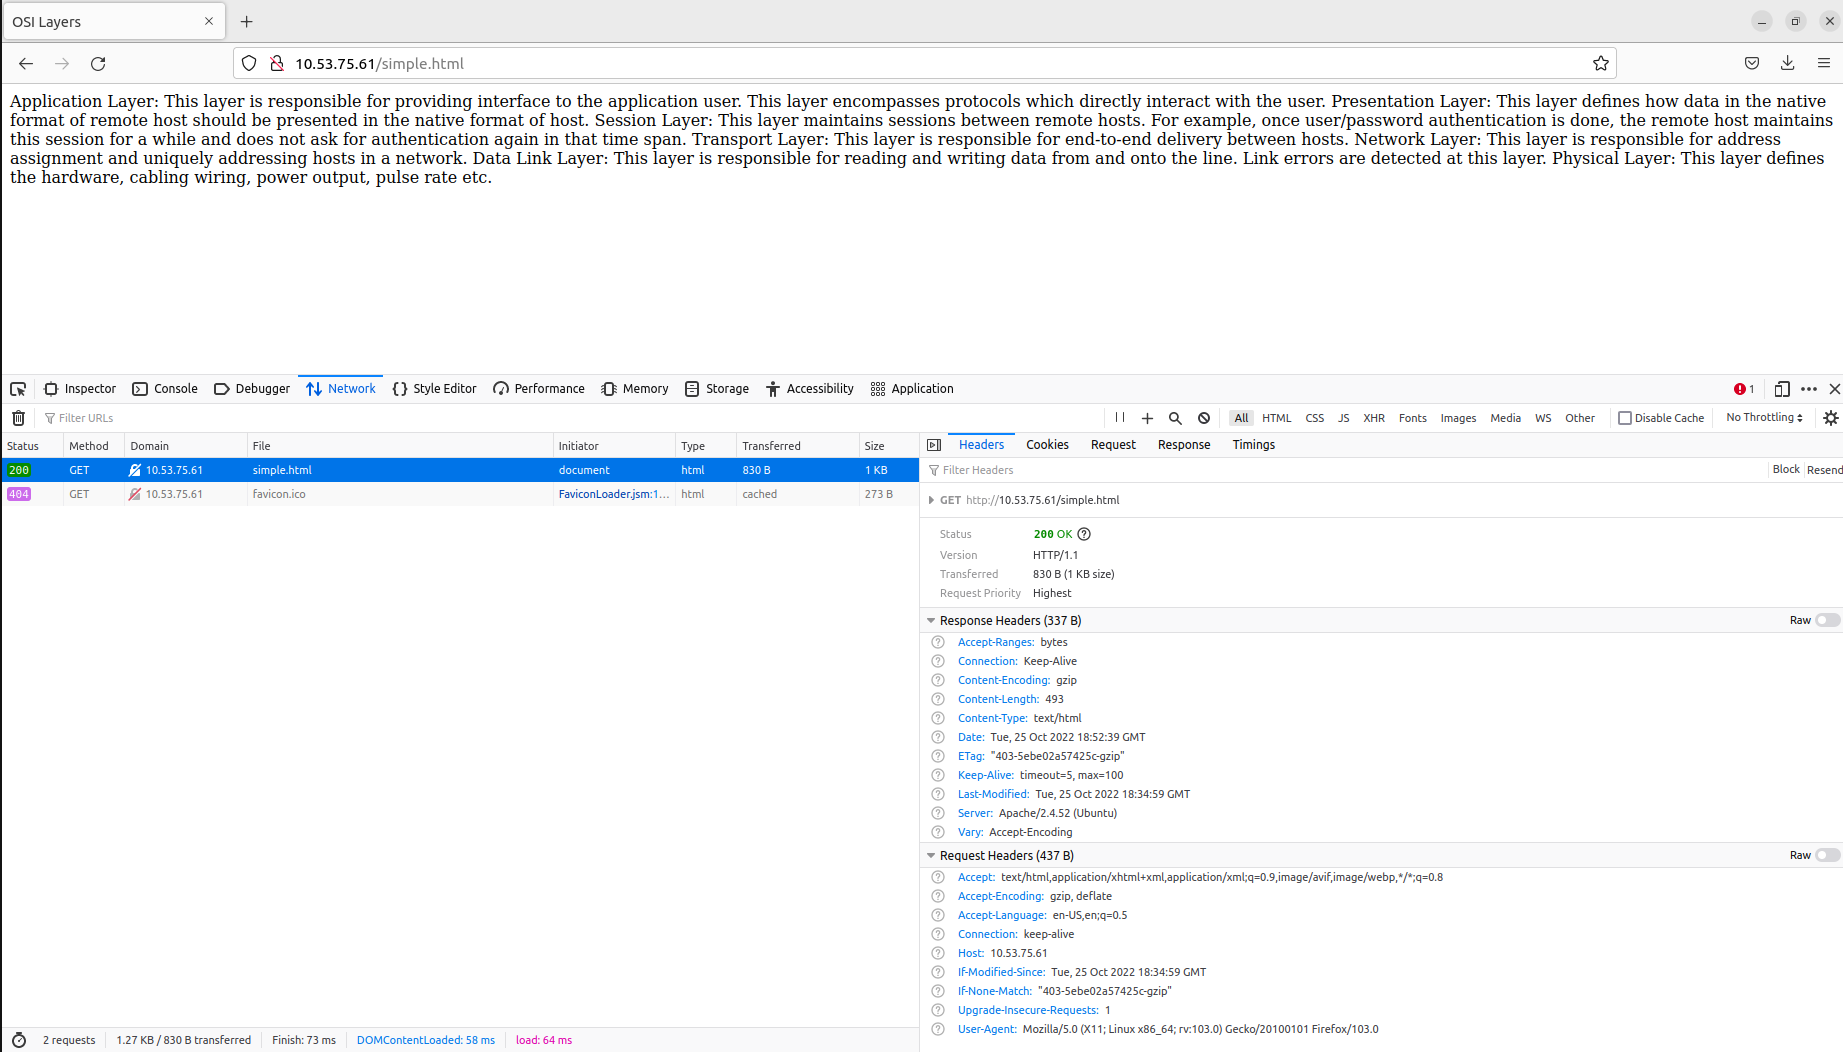 OSI Layers
10.53.75.61/simple.html
Application Layer: This layer is responsible for providing interface to the application user. This layer encompasses protocols which directly interact with the user. Presentation Layer: This layer defines how data in the native
format of remote host should be presented in the native format of host. Session Layer: This layer maintains sessions between remote hosts. For example, once user/password authentication is done, the remote host maintains
this session for a while and does not ask for authentication again in that time span. Transport Layer: This layer is responsible for end-to-end delivery between hosts. Network Layer: This layer is responsible for address
assignment and uniquely addressing hosts in a network. Data Link Layer: This layer is responsible for reading and writing data from and onto the line. Link errors are detected at this layer. Physical Layer: This layer defines
the hardware, cabling wiring, power output, pulse rate etc.
Inspector Console Debugger Network Style Editor Performance Memory Storage Accessibility Application 1
Filter URLs All HTML CSS JS XHR Fonts Images Media WS Other Disable Cache No Throttling
Status Method Domain File Initiator Type Transferred Size
200 GET 10.53.75.61 simple.html document html 830 B 1 KB
404 GET 10.53.75.61 favicon.ico FaviconLoader.jsm:1... html cached 273 B
Headers Cookies Request Response Timings
Filter Headers Block Resend
GET http://10.53.75.61/simple.html
Status 200 OK
Version HTTP/1.1
Transferred 830 B (1 KB size)
Request Priority Highest
Response Headers (337 B) Raw
Accept-Ranges: bytes
Connection: Keep-Alive
Content-Encoding: gzip
Content-Length: 493
Content-Type: text/html
Date: Tue, 25 Oct 2022 18:52:39 GMT
ETag: "403-5ebe02a57425c-gzip"
Keep-Alive: timeout=5, max=100
Last-Modified: Tue, 25 Oct 2022 18:34:59 GMT
Server: Apache/2.4.52 (Ubuntu)
Vary: Accept-Encoding
Request Headers (437 B) Raw
Accept: text/html,application/xhtml+xml,application/xml;q=0.9,image/avif,image/webp,*/*;q=0.8
Accept-Encoding: gzip, deflate
Accept-Language: en-US,en;q=0.5
Connection: keep-alive
Host: 10.53.75.61
If-Modified-Since: Tue, 25 Oct 2022 18:34:59 GMT
If-None-Match: "403-5ebe02a57425c-gzip"
Upgrade-Insecure-Requests: 1
User-Agent: Mozilla/5.0 (X11; Linux x86_64; rv:103.0) Gecko/20100101 Firefox/103.0
2 requests 1.27 KB / 830 B transferred Finish: 73 ms DOMContentLoaded: 58 ms load: 64 ms